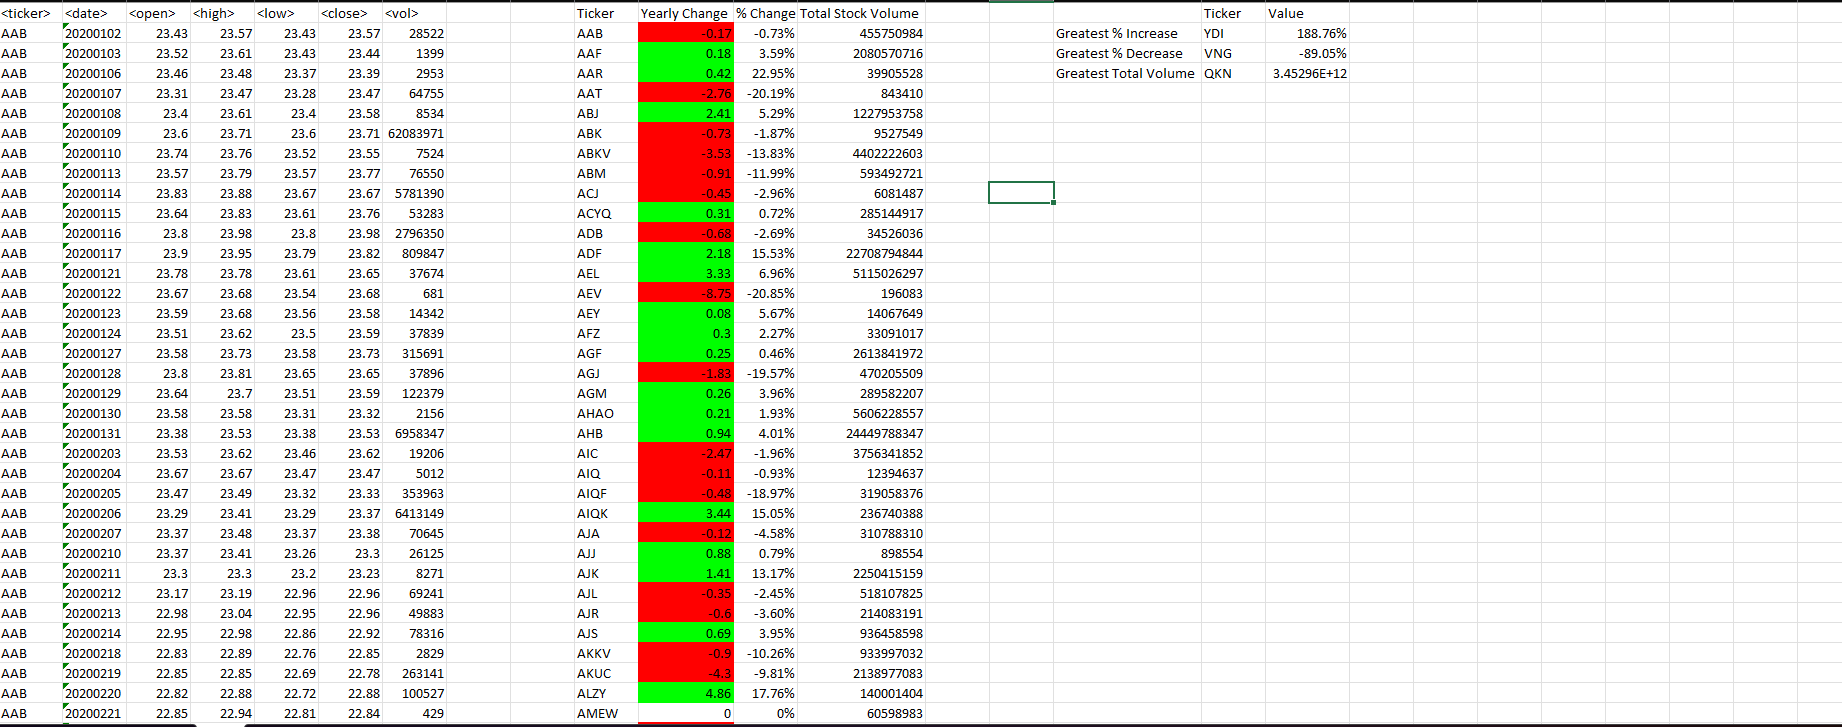 <ticker> <date> <open> <high> <low> <close> <vol> Ticker Yearly Change % Change Total Stock Volume Ticker Value
AAB 20200102 23.43 23.57 23.43 23.57 28522 AAB -0.17 -0.73% 455750984 Greatest % Increase YDI 188.76%
AAB 20200103 23.52 23.61 23.43 23.44 1399 AAF 0.18 3.59% 2080570716 Greatest % Decrease VNG -89.05%
AAB 20200106 23.46 23.48 23.37 23.39 2953 AAR 0.42 22.95% 39905528 Greatest Total Volume QKN 3.45296E+12
AAB 20200107 23.31 23.47 23.28 23.47 64755 AAT -2.76 -20.19% 843410
AAB 20200108 23.4 23.61 23.4 23.58 8534 ABJ 2.41 5.29% 1227953758
AAB 20200109 23.6 23.71 23.6 23.71 62083971 ABK -0.73 -1.87% 9527549
AAB 20200110 23.74 23.76 23.52 23.55 7524 ABKV -3.53 -13.83% 4402222603
AAB 20200113 23.57 23.79 23.57 23.77 76550 ABM -0.91 -11.99% 593492721
AAB 20200114 23.83 23.88 23.67 23.67 5781390 ACJ -0.45 -2.96% 6081487
AAB 20200115 23.64 23.83 23.61 23.76 53283 ACYQ 0.31 0.72% 285144917
AAB 20200116 23.8 23.98 23.8 23.98 2796350 ADB -0.68 -2.69% 34526036
AAB 20200117 23.9 23.95 23.79 23.82 809847 ADF 2.18 15.53% 22708794844
AAB 20200121 23.78 23.78 23.61 23.65 37674 AEL 3.33 6.96% 5115026297
AAB 20200122 23.67 23.68 23.54 23.68 681 AEV -8.75 -20.85% 196083
AAB 20200123 23.59 23.68 23.56 23.58 14342 AEY 0.08 5.67% 14067649
AAB 20200124 23.51 23.62 23.5 23.59 37839 AFZ 0.3 2.27% 33091017
AAB 20200127 23.58 23.73 23.58 23.73 315691 AGF 0.25 0.46% 2613841972
AAB 20200128 23.8 23.81 23.65 23.65 37896 AGJ -1.83 -19.57% 470205509
AAB 20200129 23.64 23.7 23.51 23.59 122379 AGM 0.26 3.96% 289582207
AAB 20200130 23.58 23.58 23.31 23.32 2156 AHAO 0.21 1.93% 5606228557
AAB 20200131 23.38 23.53 23.38 23.53 6958347 AHB 0.94 4.01% 24449788347
AAB 20200203 23.53 23.62 23.46 23.62 19206 AIC -2.47 -1.96% 3756341852
AAB 20200204 23.67 23.67 23.47 23.47 5012 AIQ -0.11 -0.93% 12394637
AAB 20200205 23.47 23.49 23.32 23.33 353963 AIQF -0.48 -18.97% 319058376
AAB 20200206 23.29 23.41 23.29 23.37 6413149 AIQK 3.44 15.05% 236740388
AAB 20200207 23.37 23.48 23.37 23.38 70645 AJA -0.12 -4.58% 310788310
AAB 20200210 23.37 23.41 23.26 23.3 26125 AJJ 0.88 0.79% 898554
AAB 20200211 23.3 23.3 23.2 23.23 8271 AJK 1.41 13.17% 2250415159
AAB 20200212 23.17 23.19 22.96 22.96 69241 AJL -0.35 -2.45% 518107825
AAB 20200213 22.98 23.04 22.95 22.96 49883 AJR -0.6 -3.60% 214083191
AAB 20200214 22.95 22.98 22.86 22.92 78316 AJS 0.69 3.95% 936458598
AAB 20200218 22.83 22.89 22.76 22.85 2829 AKKV -0.9 -10.26% 933997032
AAB 20200219 22.85 22.85 22.69 22.78 263141 AKUC -4.3 -9.81% 2138977083
AAB 20200220 22.82 22.88 22.72 22.88 100527 ALZY 4.86 17.76% 140001404
AAB 20200221 22.85 22.94 22.81 22.84 429 AMEW 0 0% 60598983